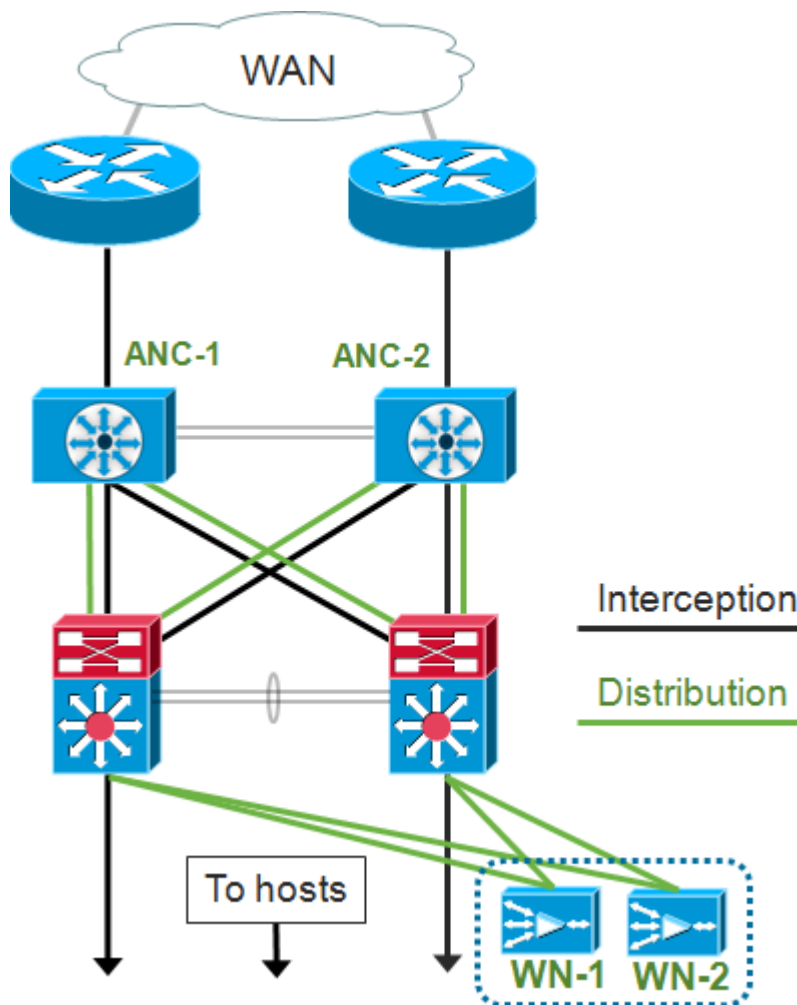 WAN
ANC-1
ANC-2
Interception
Distribution
To hosts
WN-1
WN-2